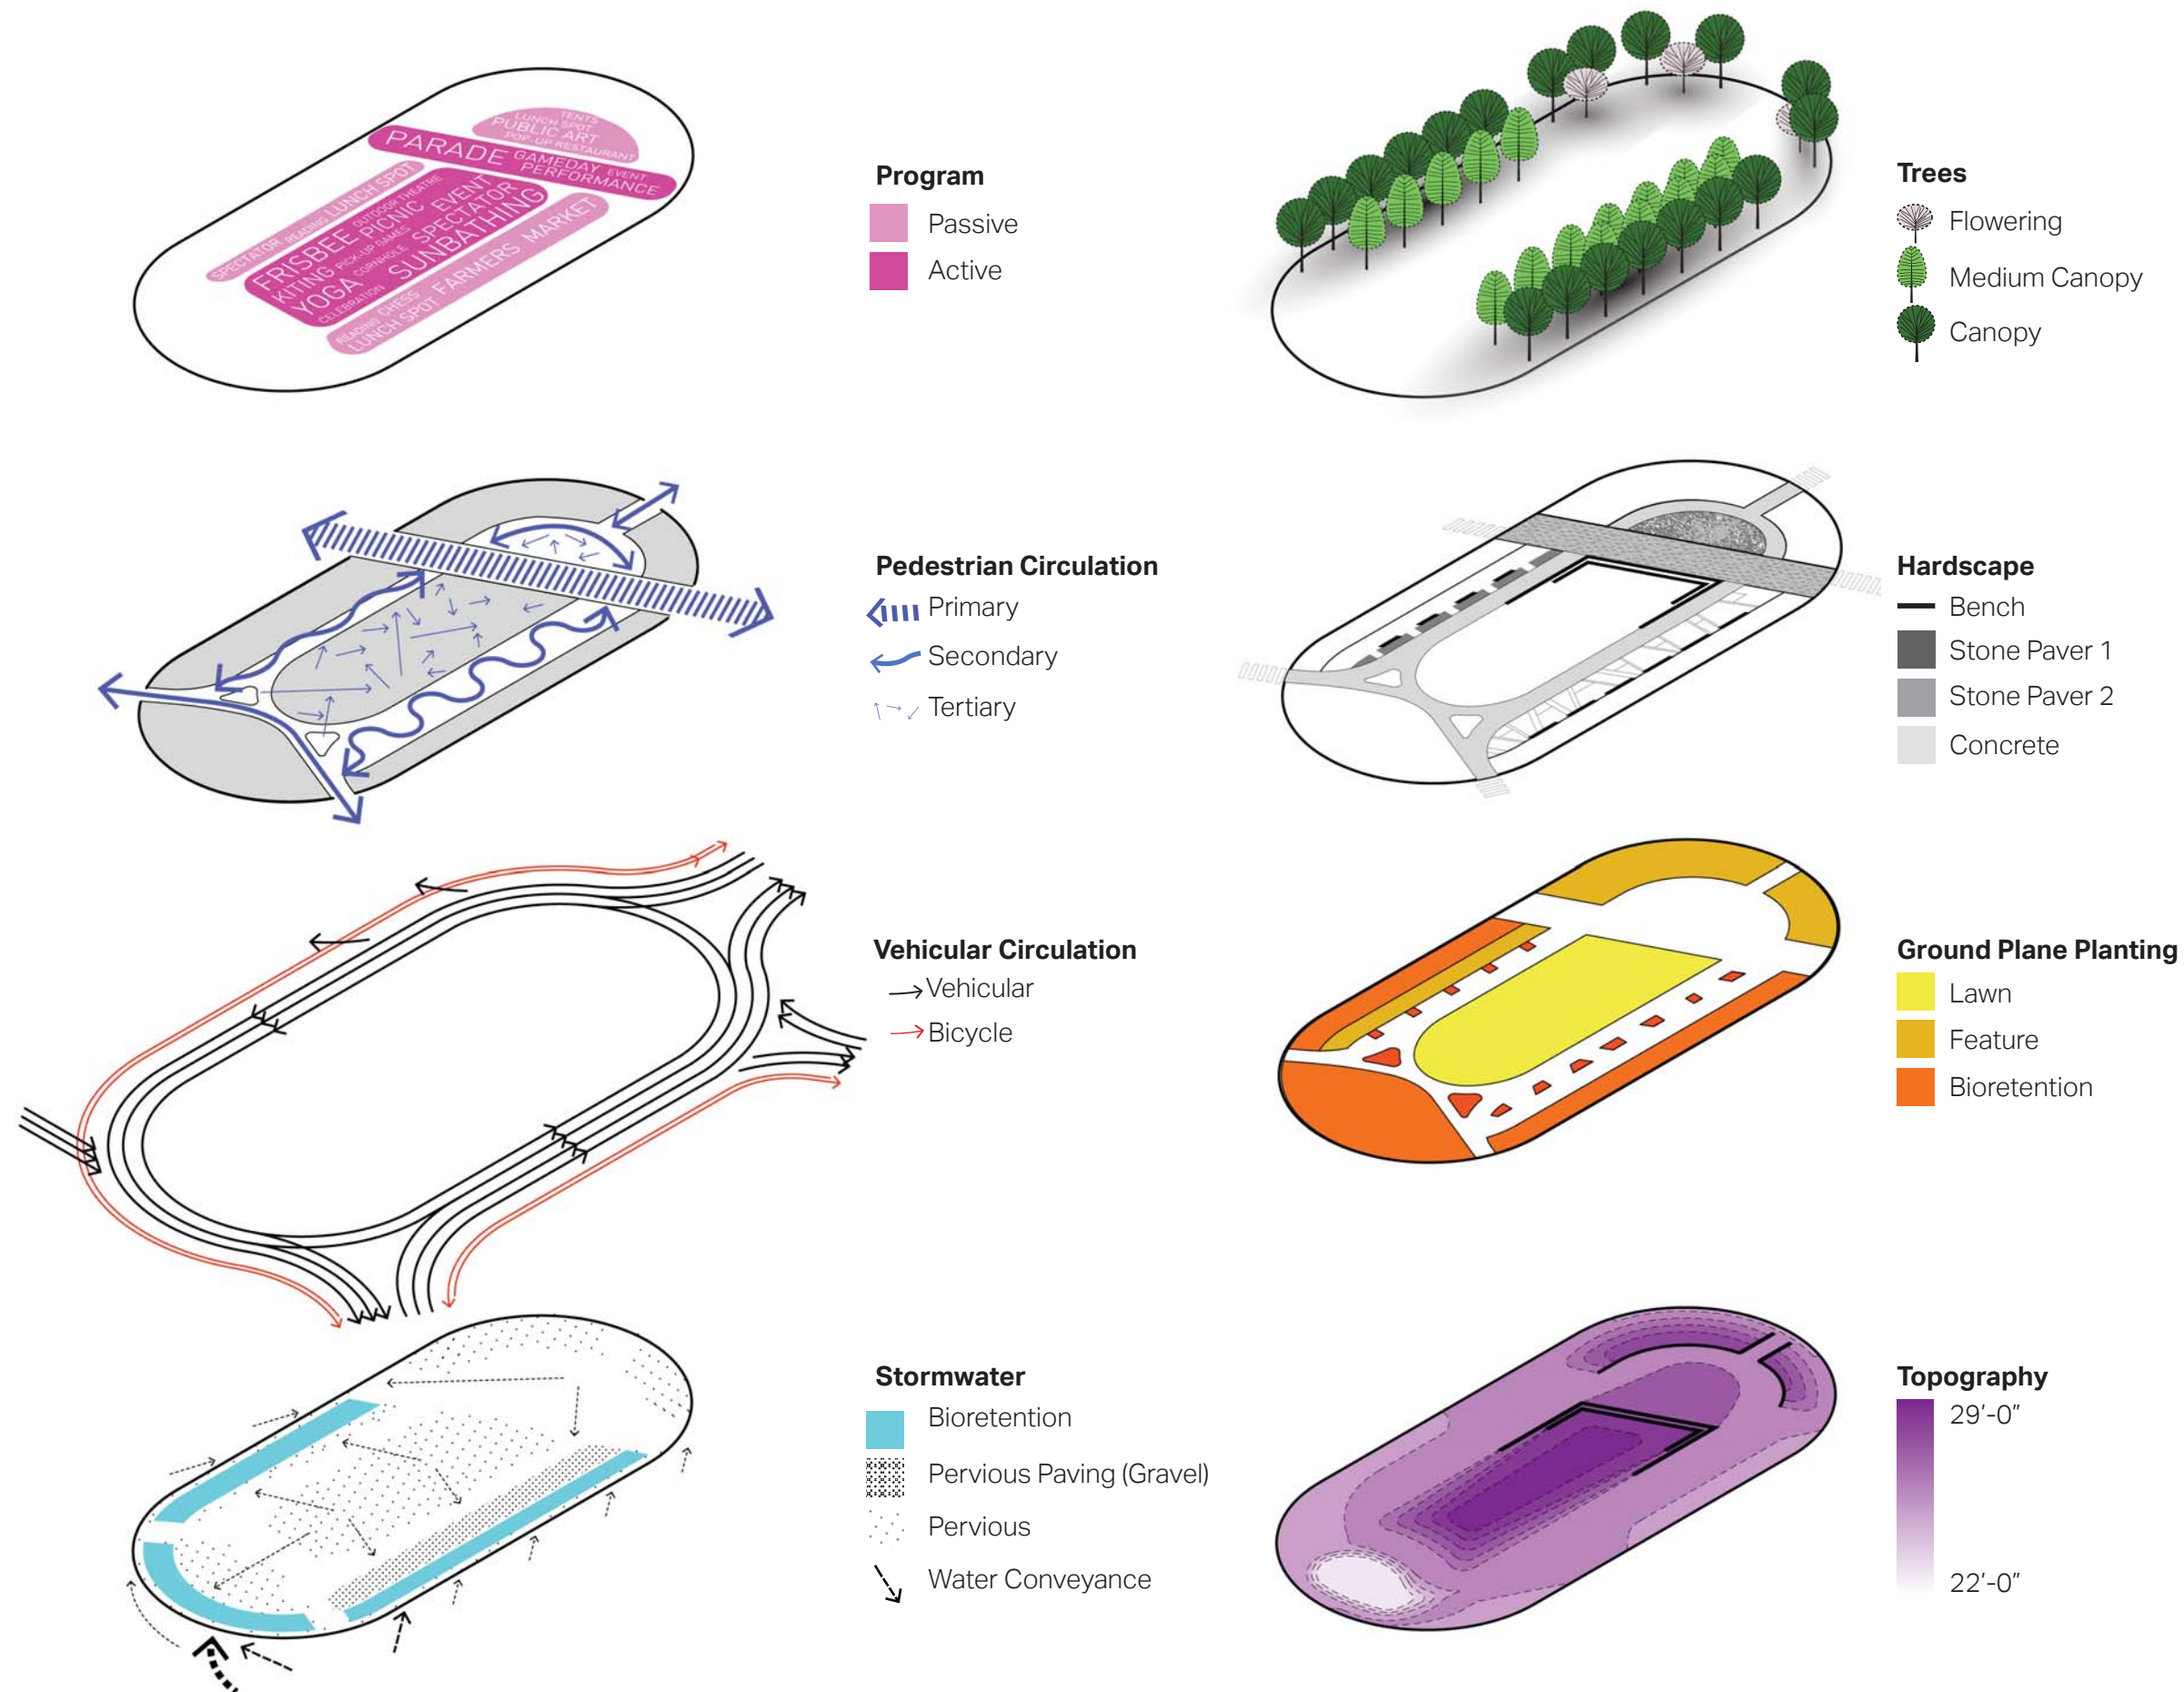 TENTS
LUNCH SPOT
PUBLIC ART
POP-UP RESTAURANT
PARADE GAMEDAY EVENT
PERFORMANCE
SPECTATOR READING LUNCH SPOT
OUTDOOR THEATRE
FRISBEE PICNIC EVENT
KITING PICK-UP GAMES SPECTATOR
YOGA CORNHOLE SUNBATHING
CELEBRATION
READING CHESS FARMERS MARKET
LUNCH SPOT
Program
Passive
Active
Trees
Flowering
Medium Canopy
Canopy
Pedestrian Circulation
Primary
Secondary
Tertiary
Hardscape
Bench
Stone Paver 1
Stone Paver 2
Concrete
Vehicular Circulation
Vehicular
Bicycle
Ground Plane Planting
Lawn
Feature
Bioretention
Stormwater
Bioretention
Pervious Paving (Gravel)
Pervious
Water Conveyance
Topography
29'-0"
22'-0"